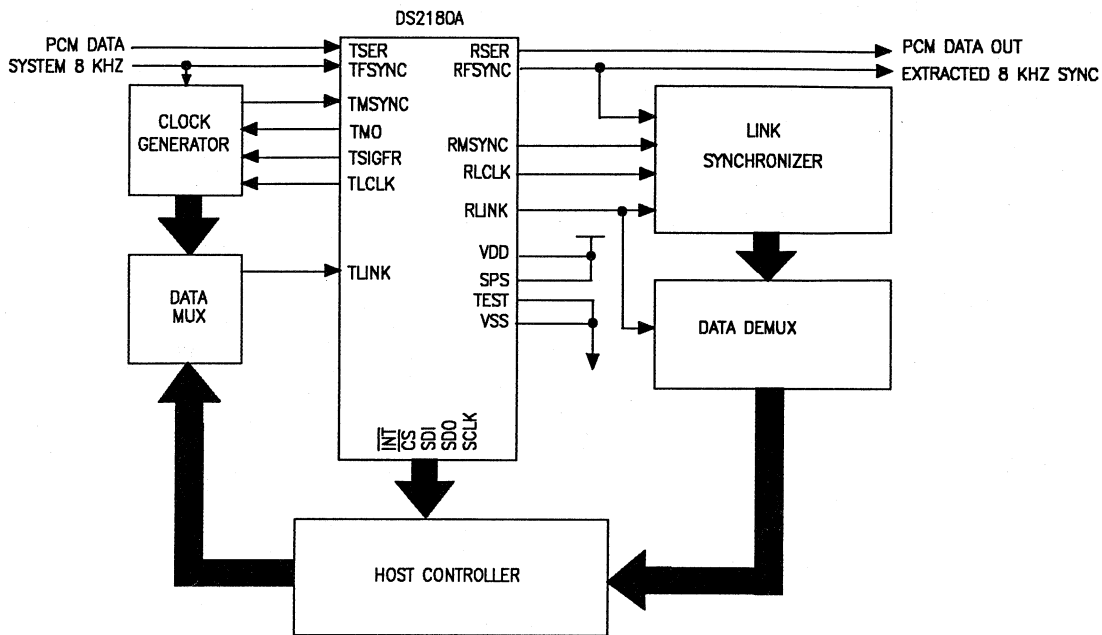 DS2180A
PCM DATA
SYSTEM 8 KHZ
TSER
TFSYNC
TMSYNC
TMO
TSIGFR
TLCLK
TLINK
RSER
RFSYNC
RMSYNC
RLCLK
RLINK
VDD
SPS
TEST
VSS
INT
CS
SDI
SDO
SCLK
PCM DATA OUT
EXTRACTED 8 KHZ SYNC
CLOCK
GENERATOR
LINK
SYNCHRONIZER
DATA
MUX
DATA DEMUX
HOST CONTROLLER